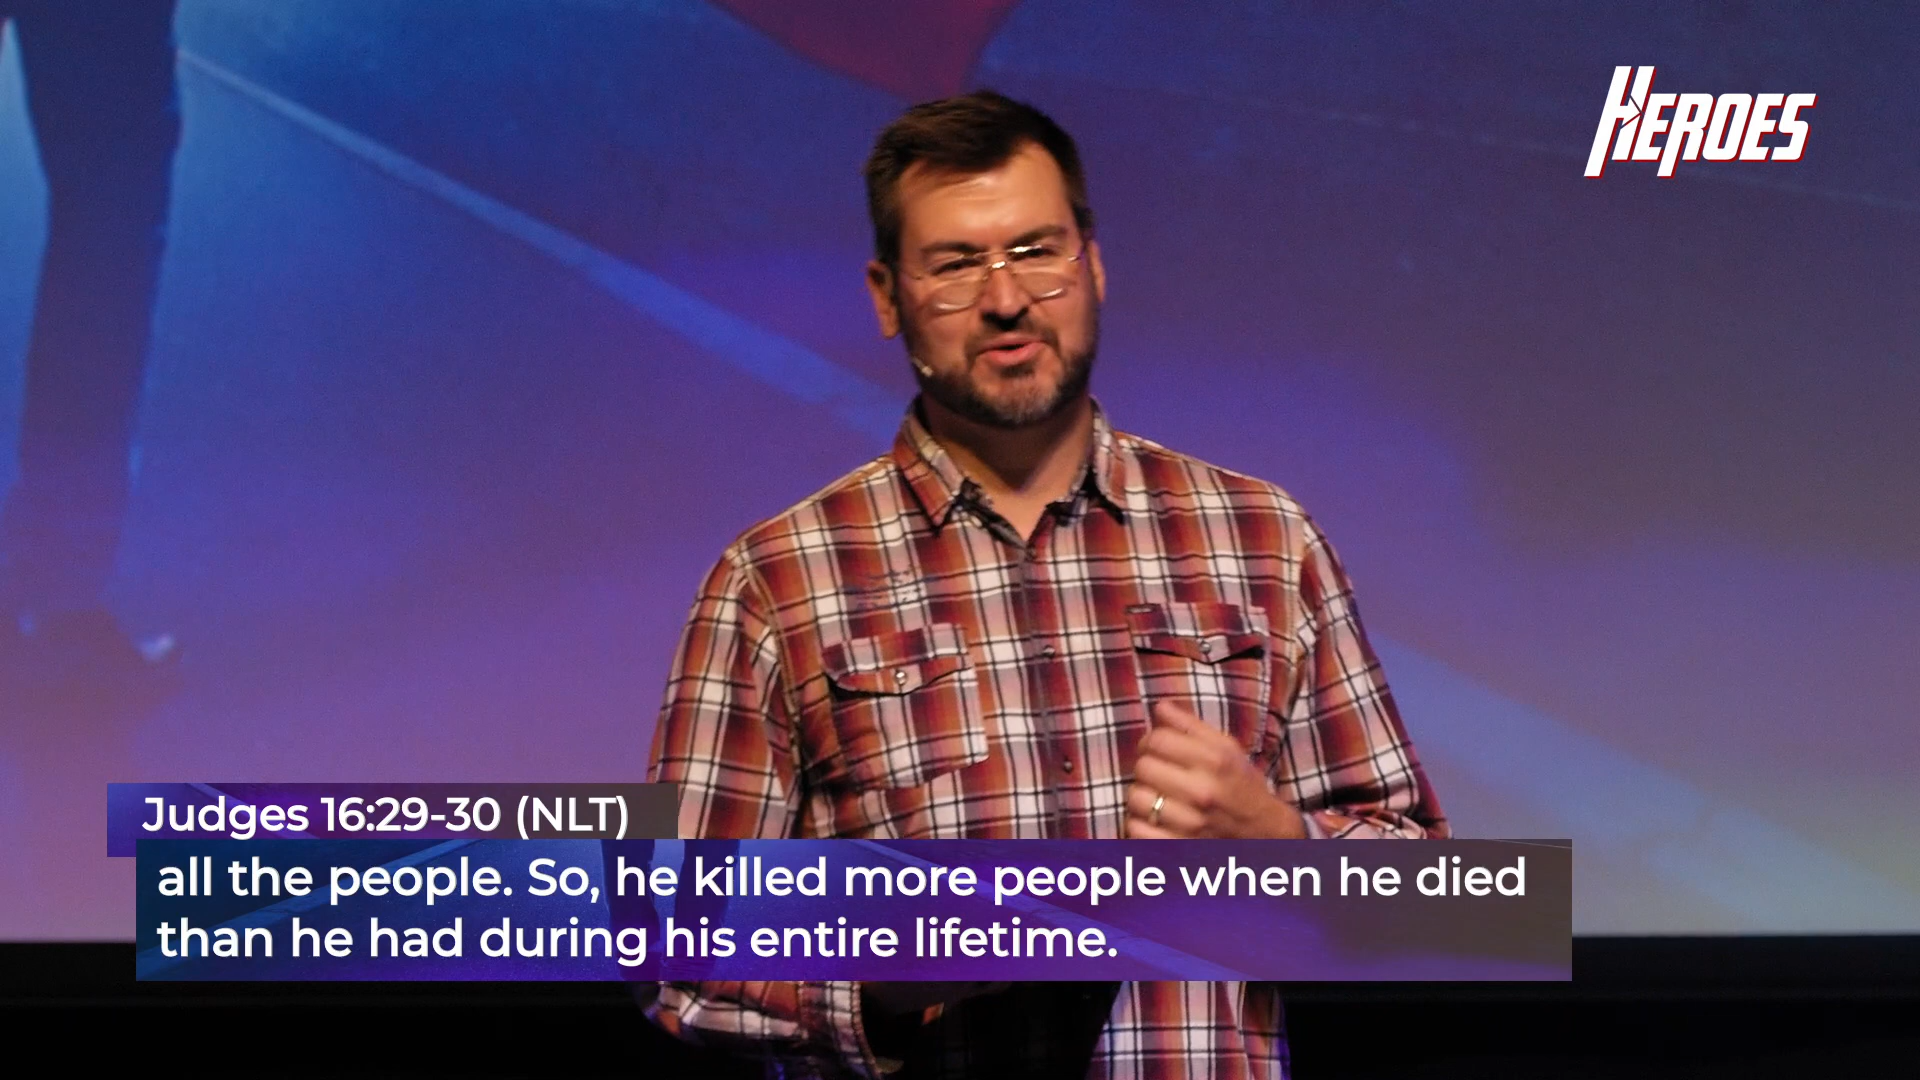 HEROES
Judges 16:29-30 (NLT)
all the people. So, he killed more people when he died
than he had during his entire lifetime.